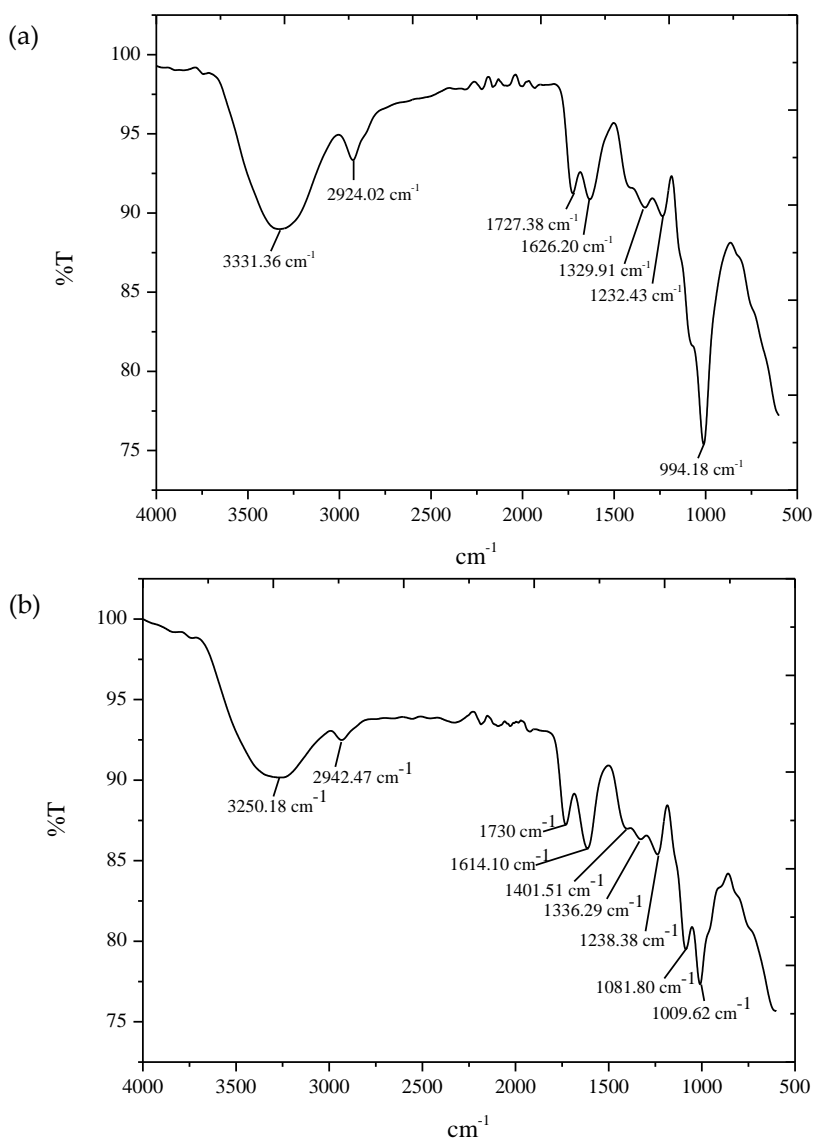 (a)
100
95
90
85
80
75
%T
2924.02 cm⁻¹
3331.36 cm⁻¹
1727.38 cm⁻¹
1626.20 cm⁻¹
1329.91 cm⁻¹
1232.43 cm⁻¹
994.18 cm⁻¹
4000 3500 3000 2500 2000 1500 1000 500
cm⁻¹
(b)
100
95
90
85
80
75
%T
2942.47 cm⁻¹
3250.18 cm⁻¹
1730 cm⁻¹
1614.10 cm⁻¹
1401.51 cm⁻¹
1336.29 cm⁻¹
1238.38 cm⁻¹
1081.80 cm⁻¹
1009.62 cm⁻¹
4000 3500 3000 2500 2000 1500 1000 500
cm⁻¹